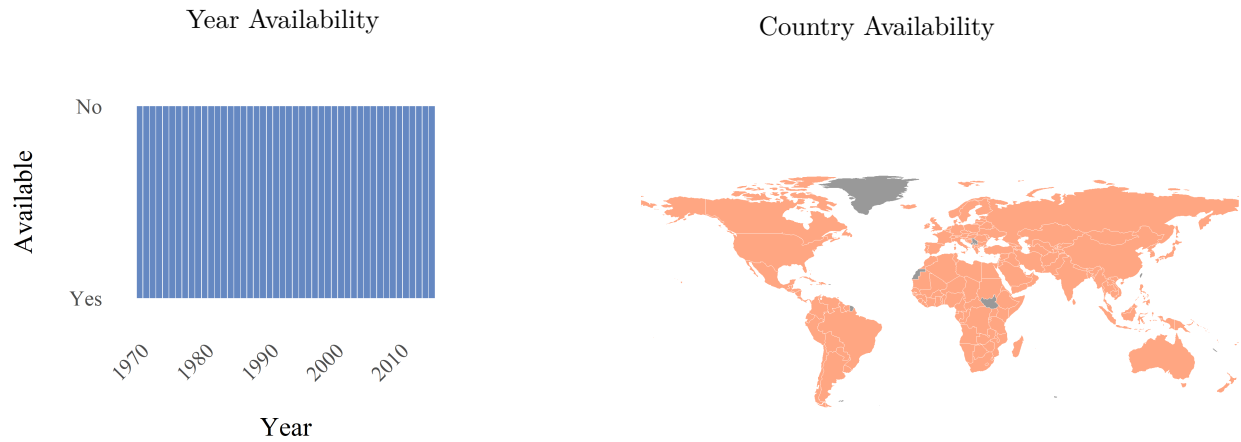 Year Availability
No
Available
Yes
1970
1980
1990
2000
2010
Year
Country Availability